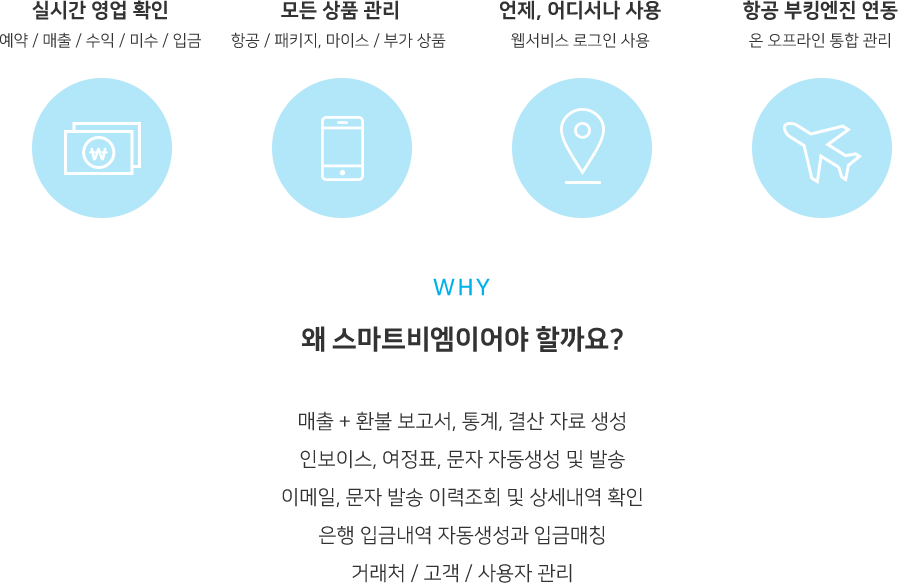 실시간 영업 확인
예약 / 매출 / 수익 / 미수 / 입금
모든 상품 관리
항공 / 패키지, 마이스 / 부가 상품
언제, 어디서나 사용
웹서비스 로그인 사용
항공 부킹엔진 연동
온 오프라인 통합 관리
₩
WHY
왜 스마트비엠이어야 할까요?
매출 + 환불 보고서, 통계, 결산 자료 생성
인보이스, 여정표, 문자 자동생성 및 발송
이메일, 문자 발송 이력조회 및 상세내역 확인
은행 입금내역 자동생성과 입금매칭
거래처 / 고객 / 사용자 관리